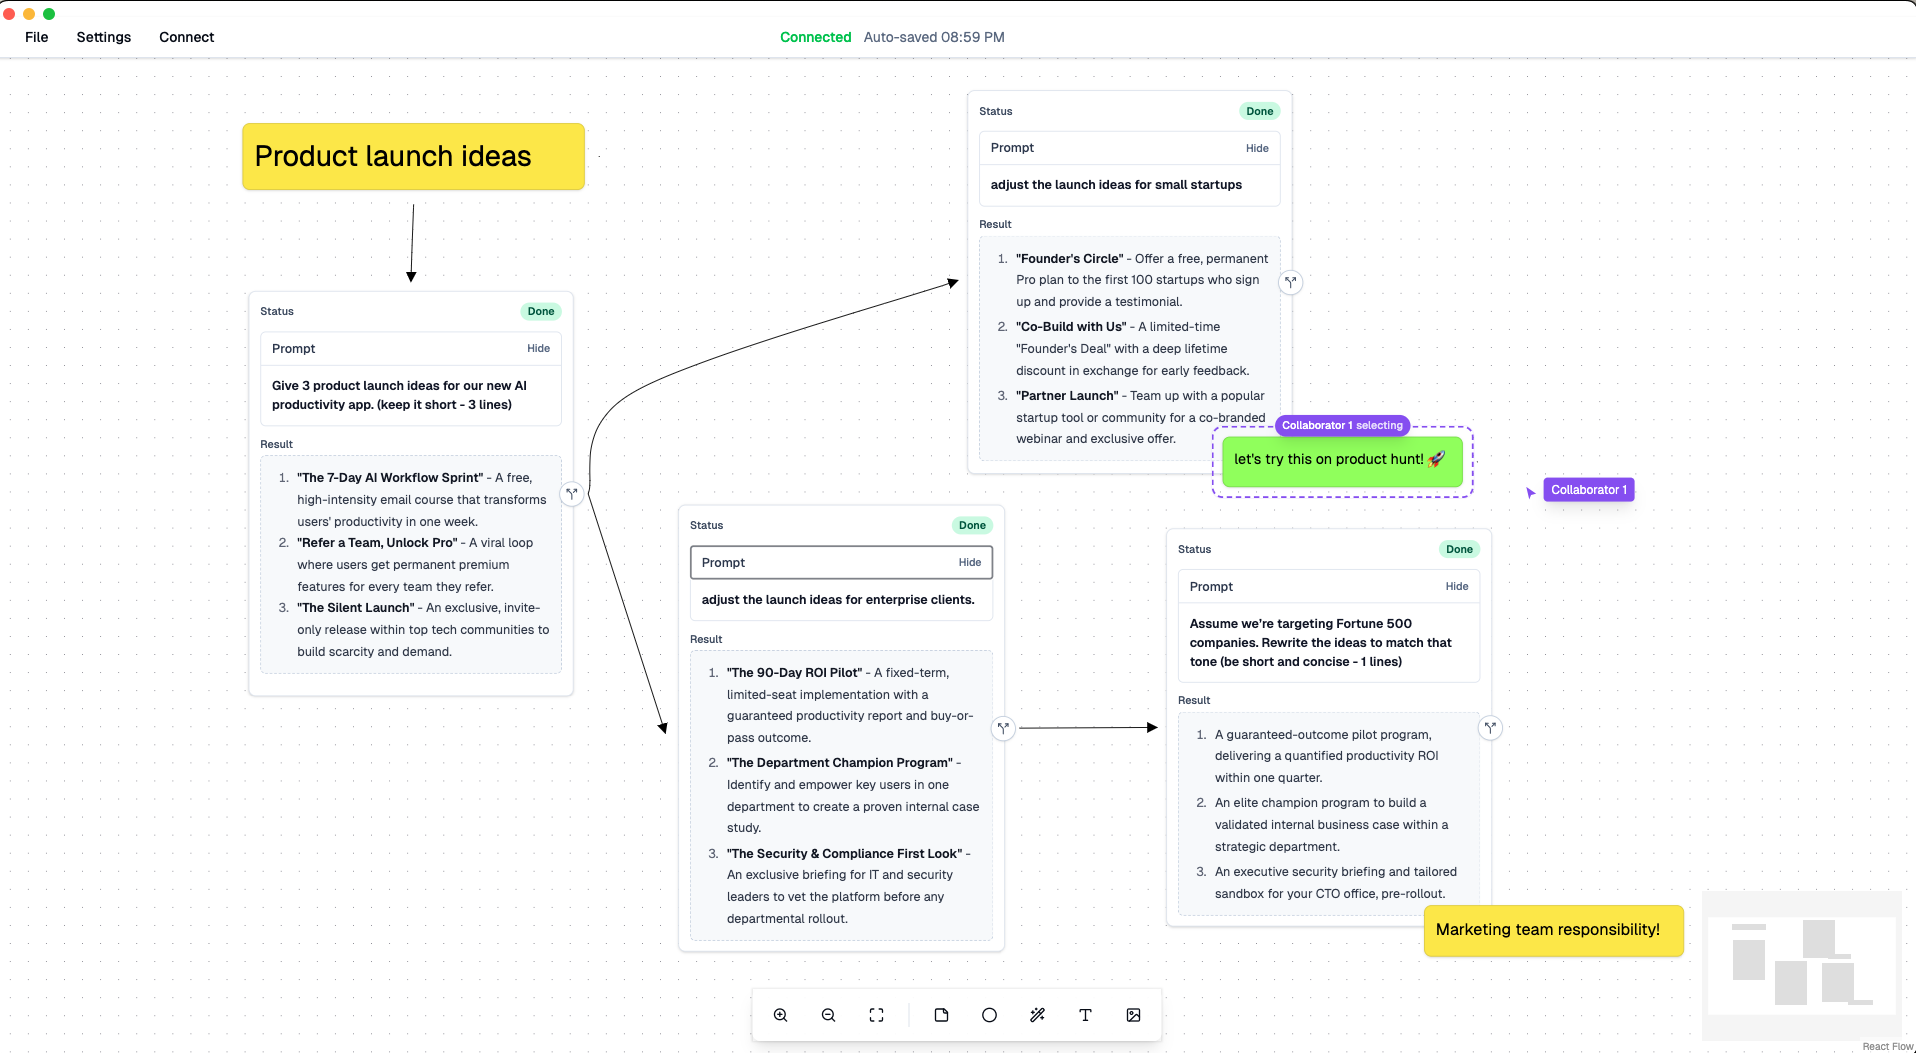 File Settings Connect
Connected Auto-saved 08:59 PM
Product launch ideas
Status Done
Prompt Hide
Give 3 product launch ideas for our new AI
productivity app. (keep it short - 3 lines)
Result
1. "The 7-Day AI Workflow Sprint" - A free,
high-intensity email course that transforms
users' productivity in one week.
2. "Refer a Team, Unlock Pro" - A viral loop
where users get permanent premium
features for every team they refer.
3. "The Silent Launch" - An exclusive, invite-
only release within top tech communities to
build scarcity and demand.
Status Done
Prompt Hide
adjust the launch ideas for small startups
Result
1. "Founder's Circle" - Offer a free, permanent
Pro plan to the first 100 startups who sign
up and provide a testimonial.
2. "Co-Build with Us" - A limited-time
"Founder's Deal" with a deep lifetime
discount in exchange for early feedback.
3. "Partner Launch" - Team up with a popular
startup tool or community for a co-branded
webinar and exclusive offer.
Collaborator 1 selecting
let's try this on product hunt! 🚀
Collaborator 1
Status Done
Prompt Hide
adjust the launch ideas for enterprise clients.
Result
1. "The 90-Day ROI Pilot" - A fixed-term,
limited-seat implementation with a
guaranteed productivity report and buy-or-
pass outcome.
2. "The Department Champion Program" -
Identify and empower key users in one
department to create a proven internal case
study.
3. "The Security & Compliance First Look" -
An exclusive briefing for IT and security
leaders to vet the platform before any
departmental rollout.
Status Done
Prompt Hide
Assume we're targeting Fortune 500
companies. Rewrite the ideas to match that
tone (be short and concise - 1 lines)
Result
1. A guaranteed-outcome pilot program,
delivering a quantified productivity ROI
within one quarter.
2. An elite champion program to build a
validated internal business case within a
strategic department.
3. An executive security briefing and tailored
sandbox for your CTO office, pre-rollout.
Marketing team responsibility!
React Flow